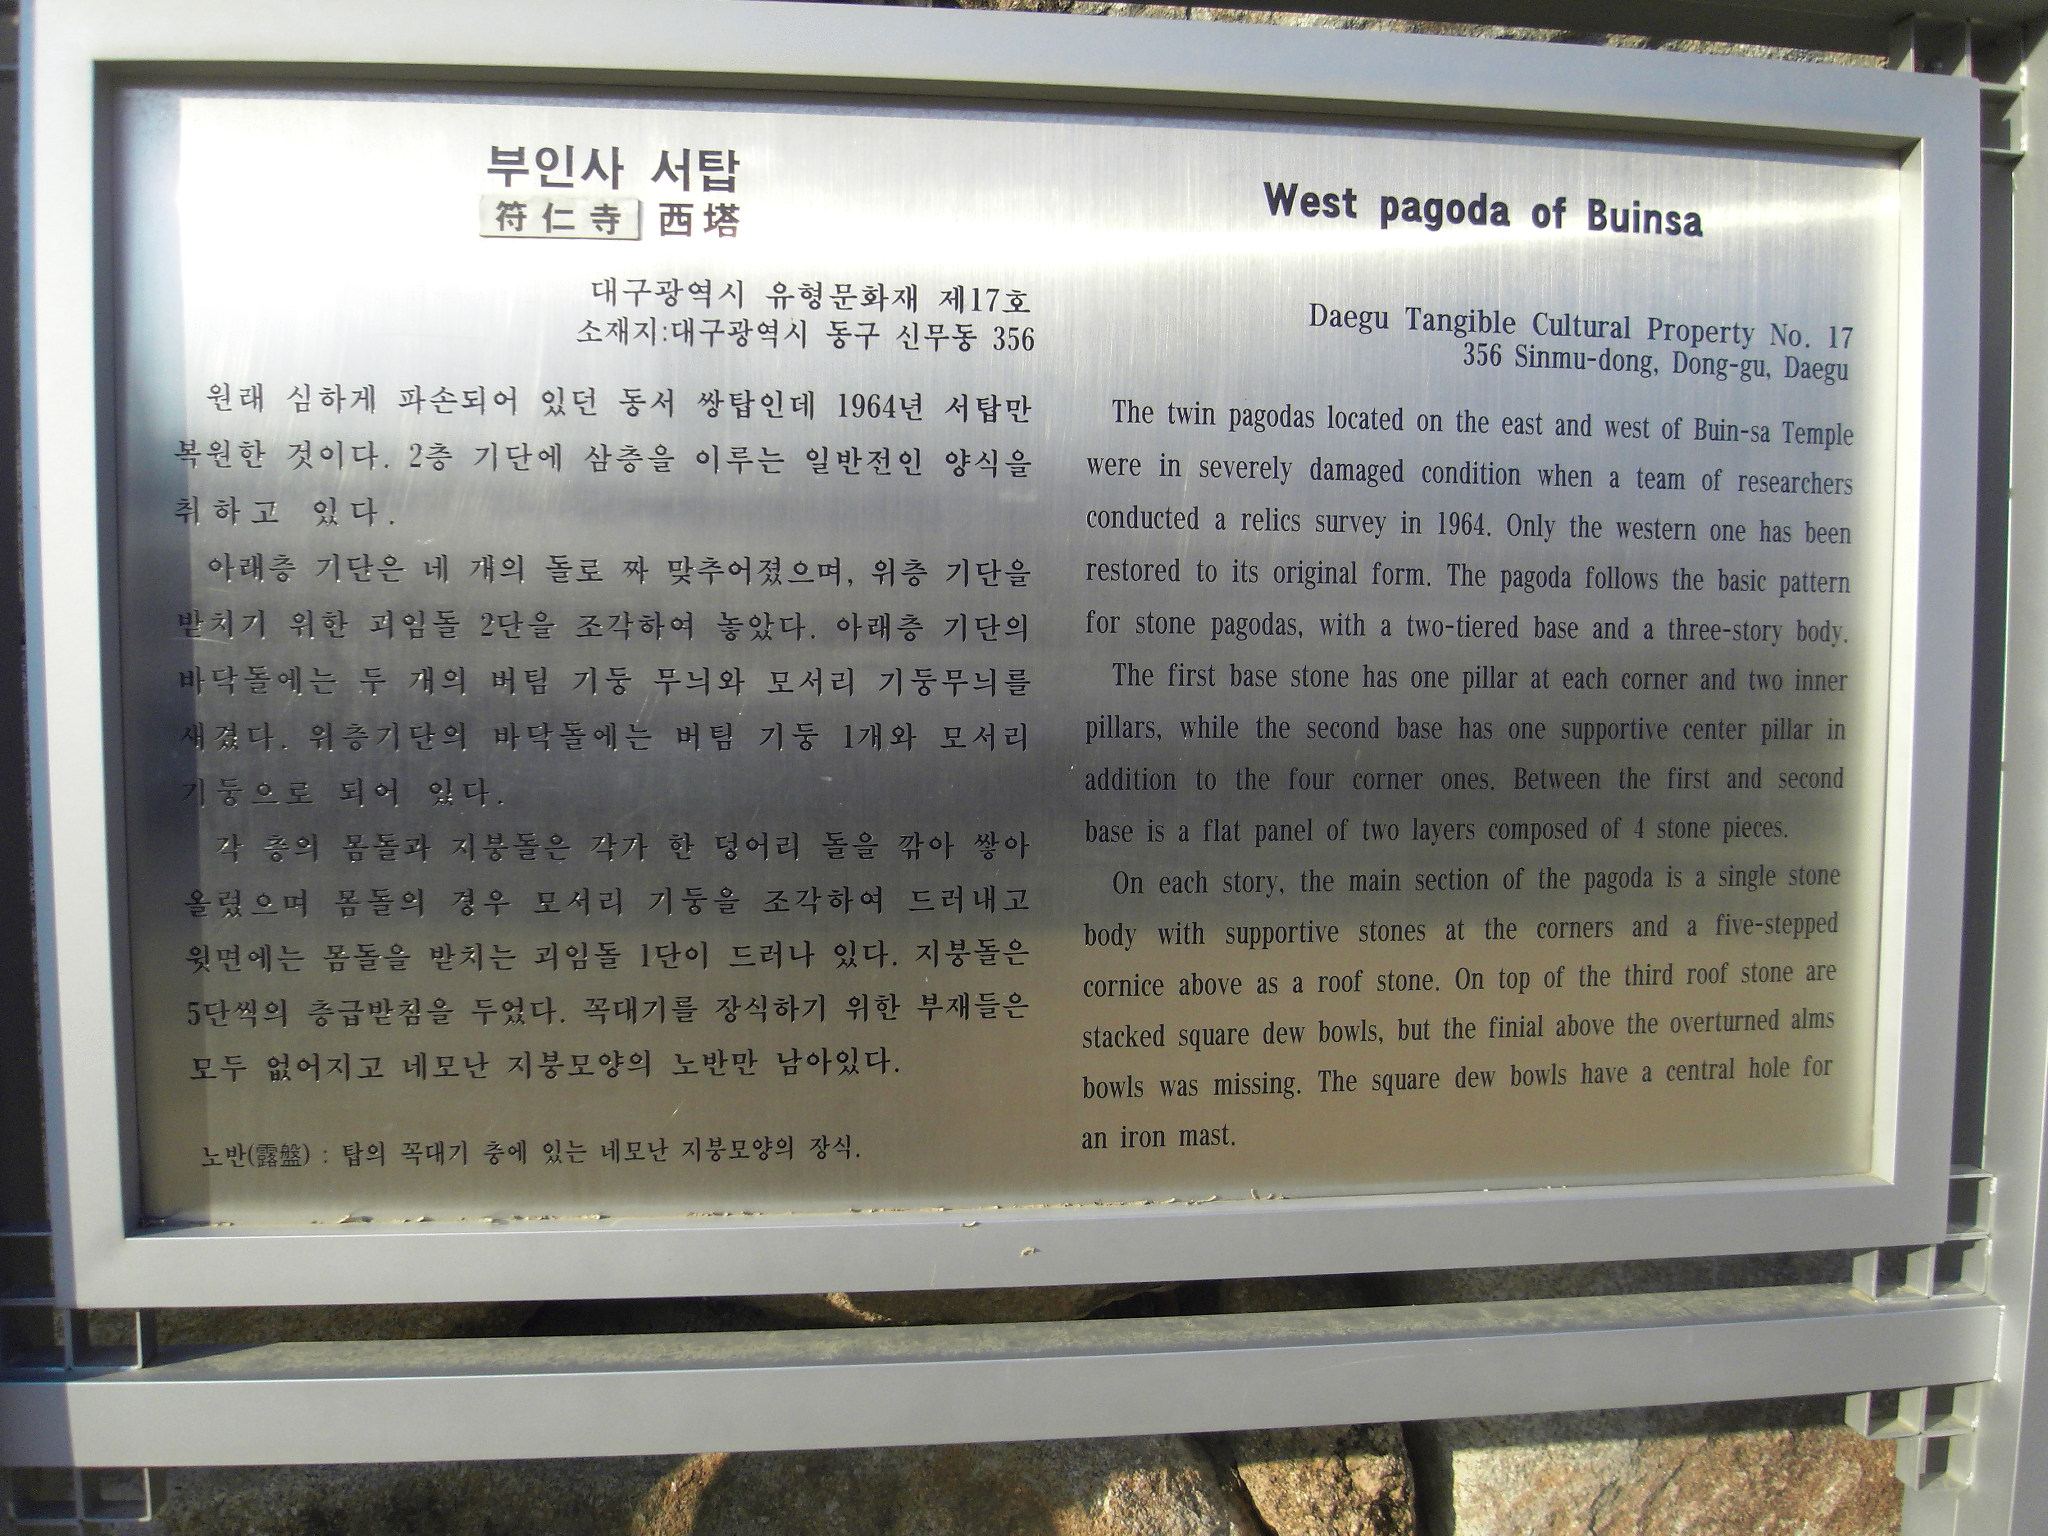 부인사 서탑
符仁寺 西塔
대구광역시 유형문화재 제17호
소재지:대구광역시 동구 신무동 356
원래 심하게 파손되어 있던 동서 쌍탑인데 1964년 서탑만
복원한 것이다. 2층 기단에 삼층을 이루는 일반전인 양식을
취하고 있다.
아래층 기단은 네 개의 돌로 짜 맞추어졌으며, 위층 기단을
받치기 위한 괴임돌 2단을 조각하여 놓았다. 아래층 기단의
바닥돌에는 두 개의 버팀 기둥 무늬와 모서리 기둥무늬를
새겼다. 위층기단의 바닥돌에는 버팀 기둥 1개와 모서리
기둥으로 되어 있다.
각 층의 몸돌과 지붕돌은 각가 한 덩어리 돌을 깎아 쌓아
올렸으며 몸돌의 경우 모서리 기둥을 조각하여 드러내고
윗면에는 몸돌을 받치는 괴임돌 1단이 드러나 있다. 지붕돌은
5단씩의 층급받침을 두었다. 꼭대기를 장식하기 위한 부재들은
모두 없어지고 네모난 지붕모양의 노반만 남아있다.
노반(露盤) : 탑의 꼭대기 층에 있는 네모난 지붕모양의 장식.
West pagoda of Buinsa
Daegu Tangible Cultural Property No. 17
356 Sinmu-dong, Dong-gu, Daegu
The twin pagodas located on the east and west of Buin-sa Temple
were in severely damaged condition when a team of researchers
conducted a relics survey in 1964. Only the western one has been
restored to its original form. The pagoda follows the basic pattern
for stone pagodas, with a two-tiered base and a three-story body.
The first base stone has one pillar at each corner and two inner
pillars, while the second base has one supportive center pillar in
addition to the four corner ones. Between the first and second
base is a flat panel of two layers composed of 4 stone pieces.
On each story, the main section of the pagoda is a single stone
body with supportive stones at the corners and a five-stepped
cornice above as a roof stone. On top of the third roof stone are
stacked square dew bowls, but the finial above the overturned alms
bowls was missing. The square dew bowls have a central hole for
an iron mast.